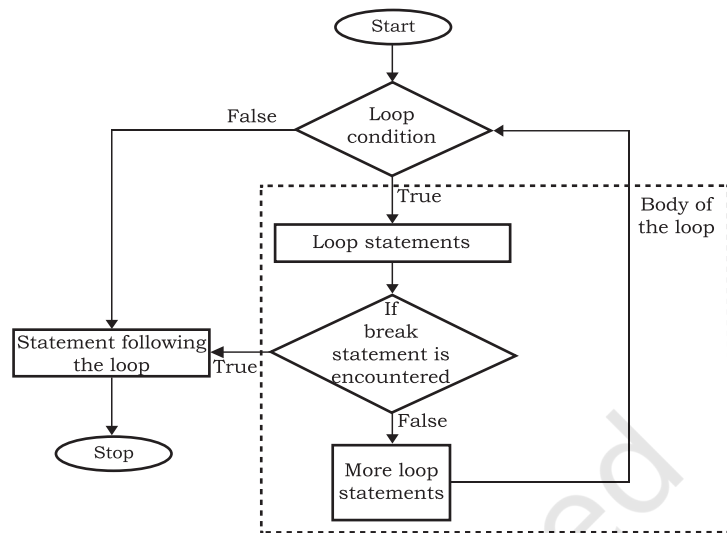 Start
Loop
condition
False
True
Body of
the loop
Loop statements
If
break
statement is
encountered
True
Statement following
the loop
False
Stop
More loop
statements